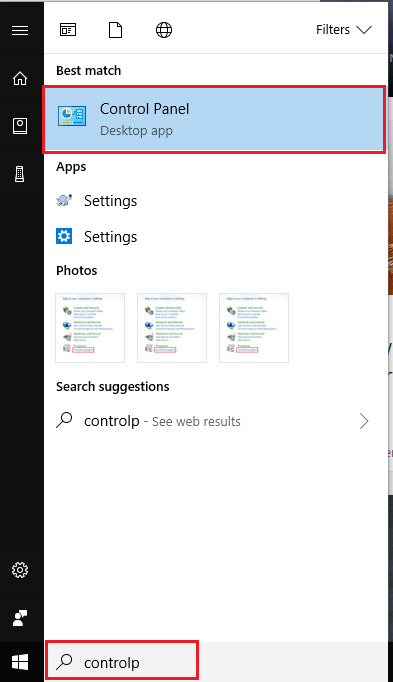 Filters
Best match
Control Panel
Desktop app
Apps
Settings
Settings
Photos
Search suggestions
controlp - See web results
controlp